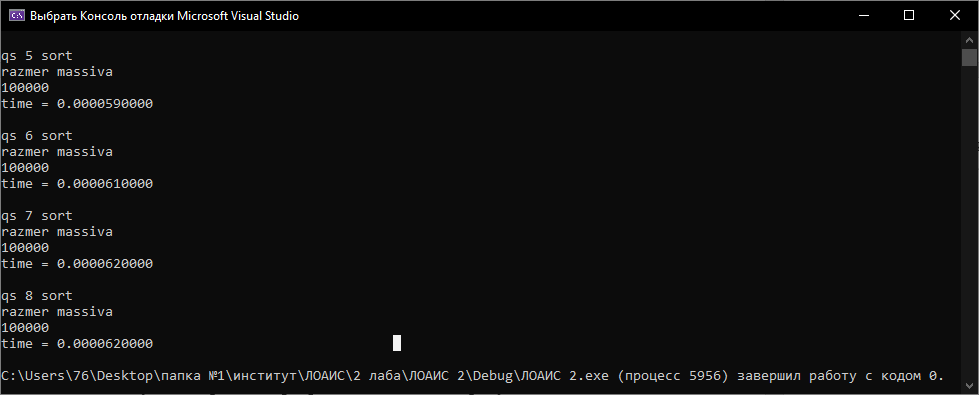 Выбрать Консоль отладки Microsoft Visual Studio
qs 5 sort
razmer massiva
100000
time = 0.0000590000
qs 6 sort
razmer massiva
100000
time = 0.0000610000
qs 7 sort
razmer massiva
100000
time = 0.0000620000
qs 8 sort
razmer massiva
100000
time = 0.0000620000
C:\Users\76\Desktop\папка №1\институт\ЛОАИС\2 лаба\ЛОАИС 2\Debug\ЛОАИС 2.exe (процесс 5956) завершил работу с кодом 0.